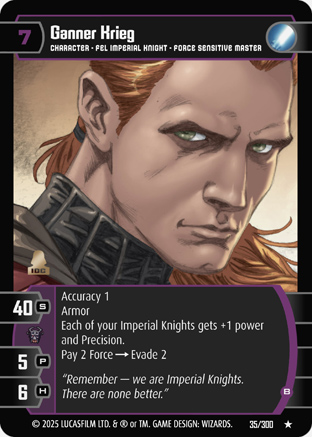 7
Ganner Krieg
CHARACTER • FEL IMPERIAL KNIGHT • FORCE SENSITIVE MASTER
40 S
5 P
6 H
Accuracy 1
Armor
Each of your Imperial Knights gets +1 power
and Precision.
Pay 2 Force → Evade 2
“Remember — we are Imperial Knights.
There are none better.”
B
© 2025 LUCASFILM LTD. & ® or TM. GAME DESIGN: WIZARDS. 35/300 ★